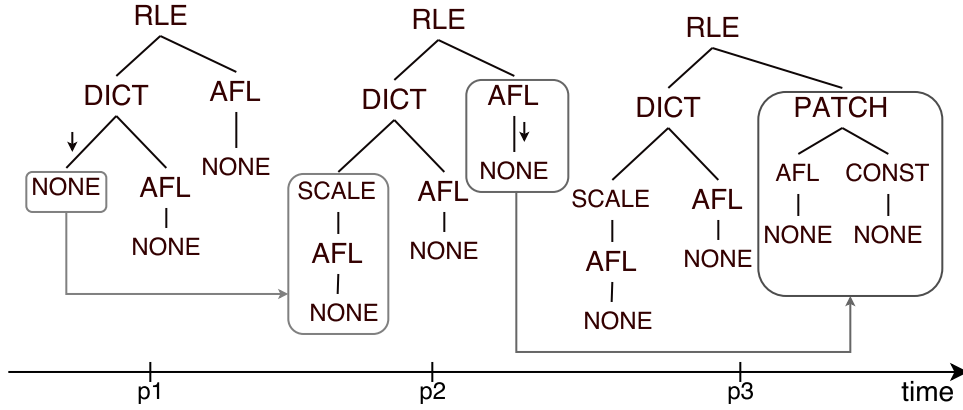 RLE
DICT
AFL
NONE
AFL
NONE
NONE
p1
RLE
DICT
AFL
NONE
SCALE
AFL
NONE
AFL
NONE
p2
RLE
DICT
PATCH
SCALE
AFL
NONE
AFL
NONE
AFL
CONST
NONE
NONE
p3
time